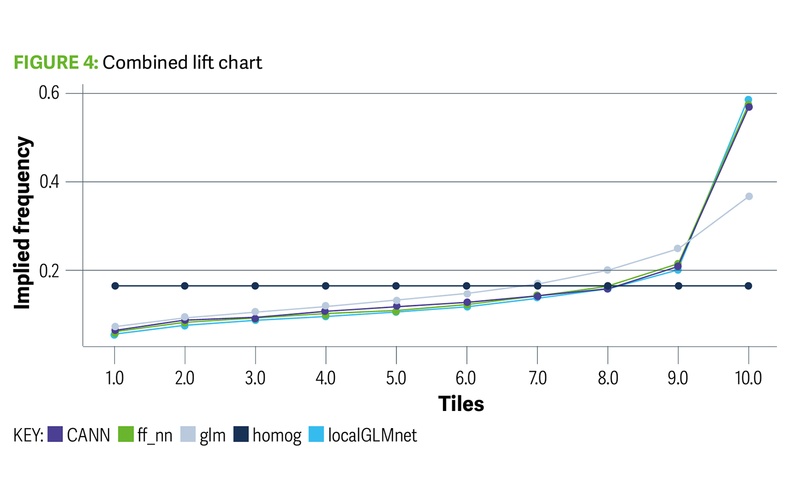 FIGURE 4: Combined lift chart
0.6
0.4
0.2
Implied frequency
1.0 2.0 3.0 4.0 5.0 6.0 7.0 8.0 9.0 10.0
Tiles
KEY: CANN ff_nn glm homog localGLMnet